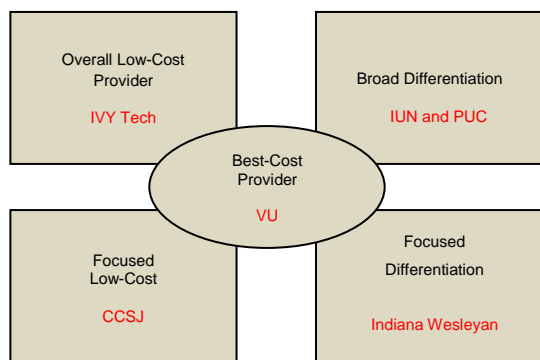 Overall Low-Cost
Provider
IVY Tech
Broad Differentiation
IUN and PUC
Best-Cost
Provider
VU
Focused
Low-Cost
CCSJ
Focused
Differentiation
Indiana Wesleyan